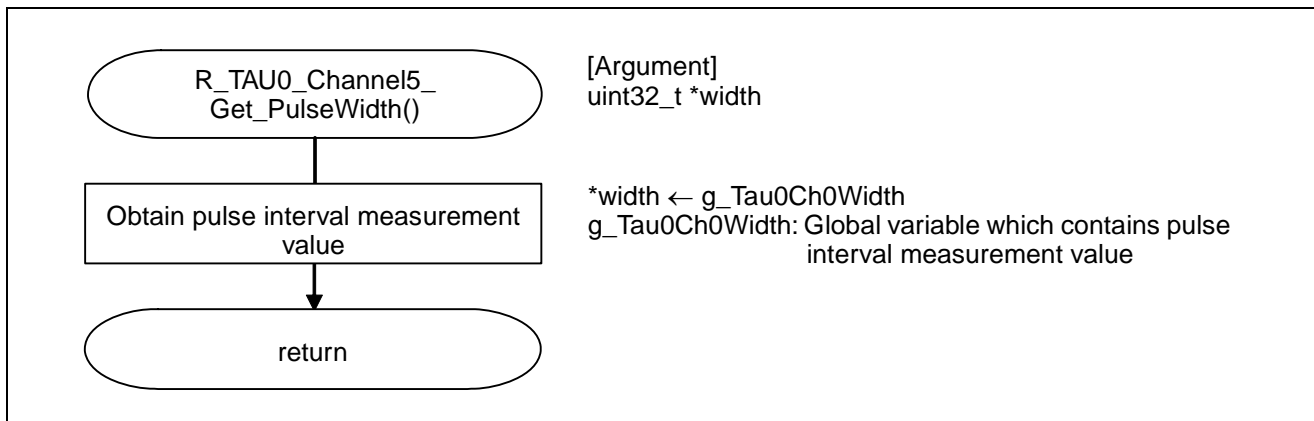 R_TAU0_Channel5_
Get_PulseWidth()
[Argument]
uint32_t *width
Obtain pulse interval measurement
value
*width ← g_Tau0Ch0Width
g_Tau0Ch0Width: Global variable which contains pulse
interval measurement value
return